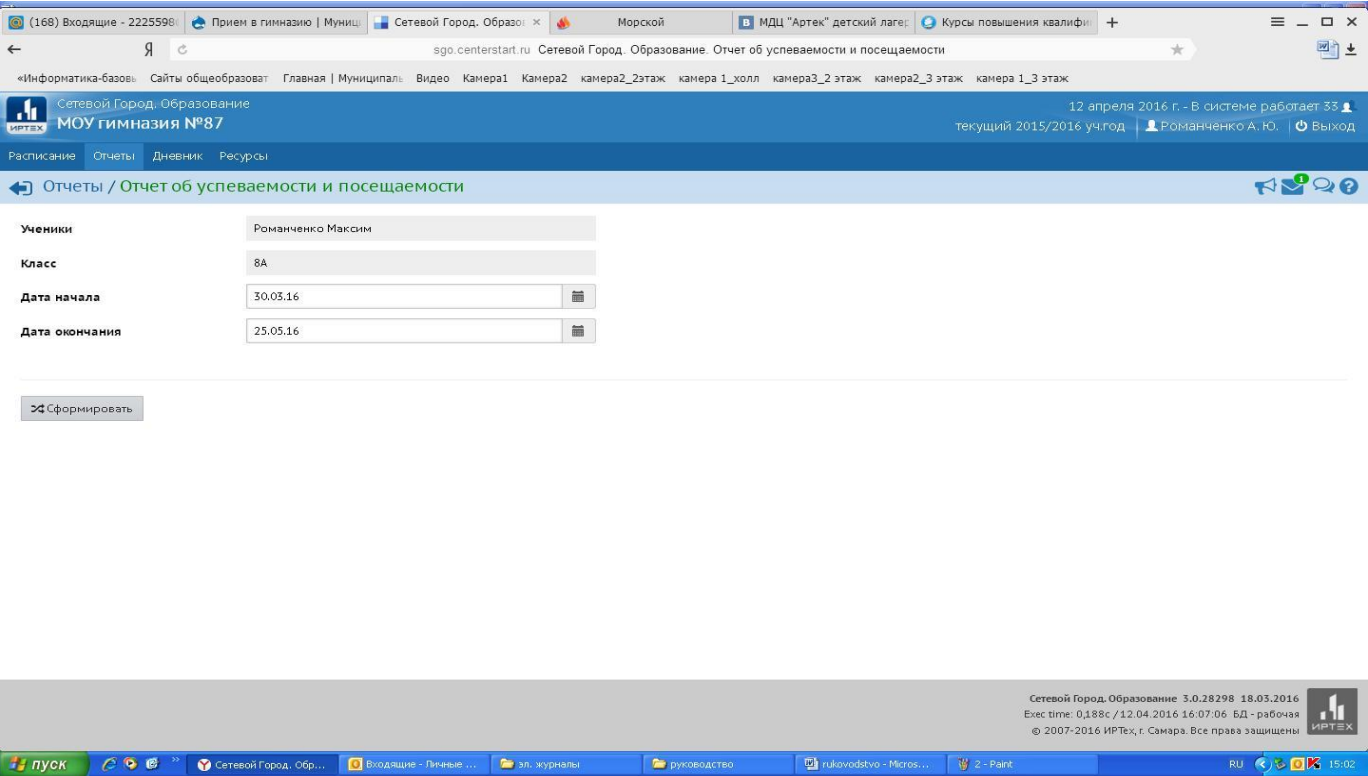 (168) Входящие - 2225598
Прием в гимназию | Муниц
Сетевой Город. Образо
Морской
МДЦ "Артек" детский лагер
Курсы повышения квалифи
Я
sgo.centerstart.ru Сетевой Город. Образование. Отчет об успеваемости и посещаемости
«Информатика-базовь Сайты общеобразоват Главная | Муниципаль Видео Камера1 Камера2 камера2_2этаж камера 1_холл камера3_2 этаж камера2_3 этаж камера 1_3 этаж
ИРТЕХ
Сетевой Город. Образование
МОУ гимназия №87
12 апреля 2016 г. - В системе работает 33
текущий 2015/2016 уч.год | Романченко А. Ю. | Выход
Расписание Отчеты Дневник Ресурсы
Отчеты / Отчет об успеваемости и посещаемости
1
Ученики Романченко Максим
Класс 8А
Дата начала 30.03.16
Дата окончания 25.05.16
Сформировать
Сетевой Город. Образование 3.0.28298 18.03.2016
Exec time: 0,188с / 12.04.2016 16:07:06 БД - рабочая
© 2007-2016 ИРТех, г. Самара. Все права защищены
ИРТЕХ
пуск
Сетевой Город. Обр...
Входящие - Личные ...
эл. журналы
руководство
rukovodstvo - Micros...
2 - Paint
RU 15:02